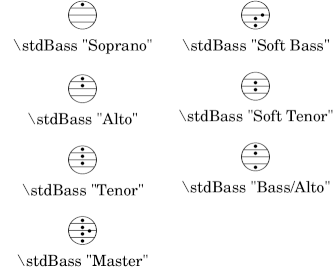 \stdBass "Soprano"
\stdBass "Soft Bass"
\stdBass "Alto"
\stdBass "Soft Tenor"
\stdBass "Tenor"
\stdBass "Bass/Alto"
\stdBass "Master"